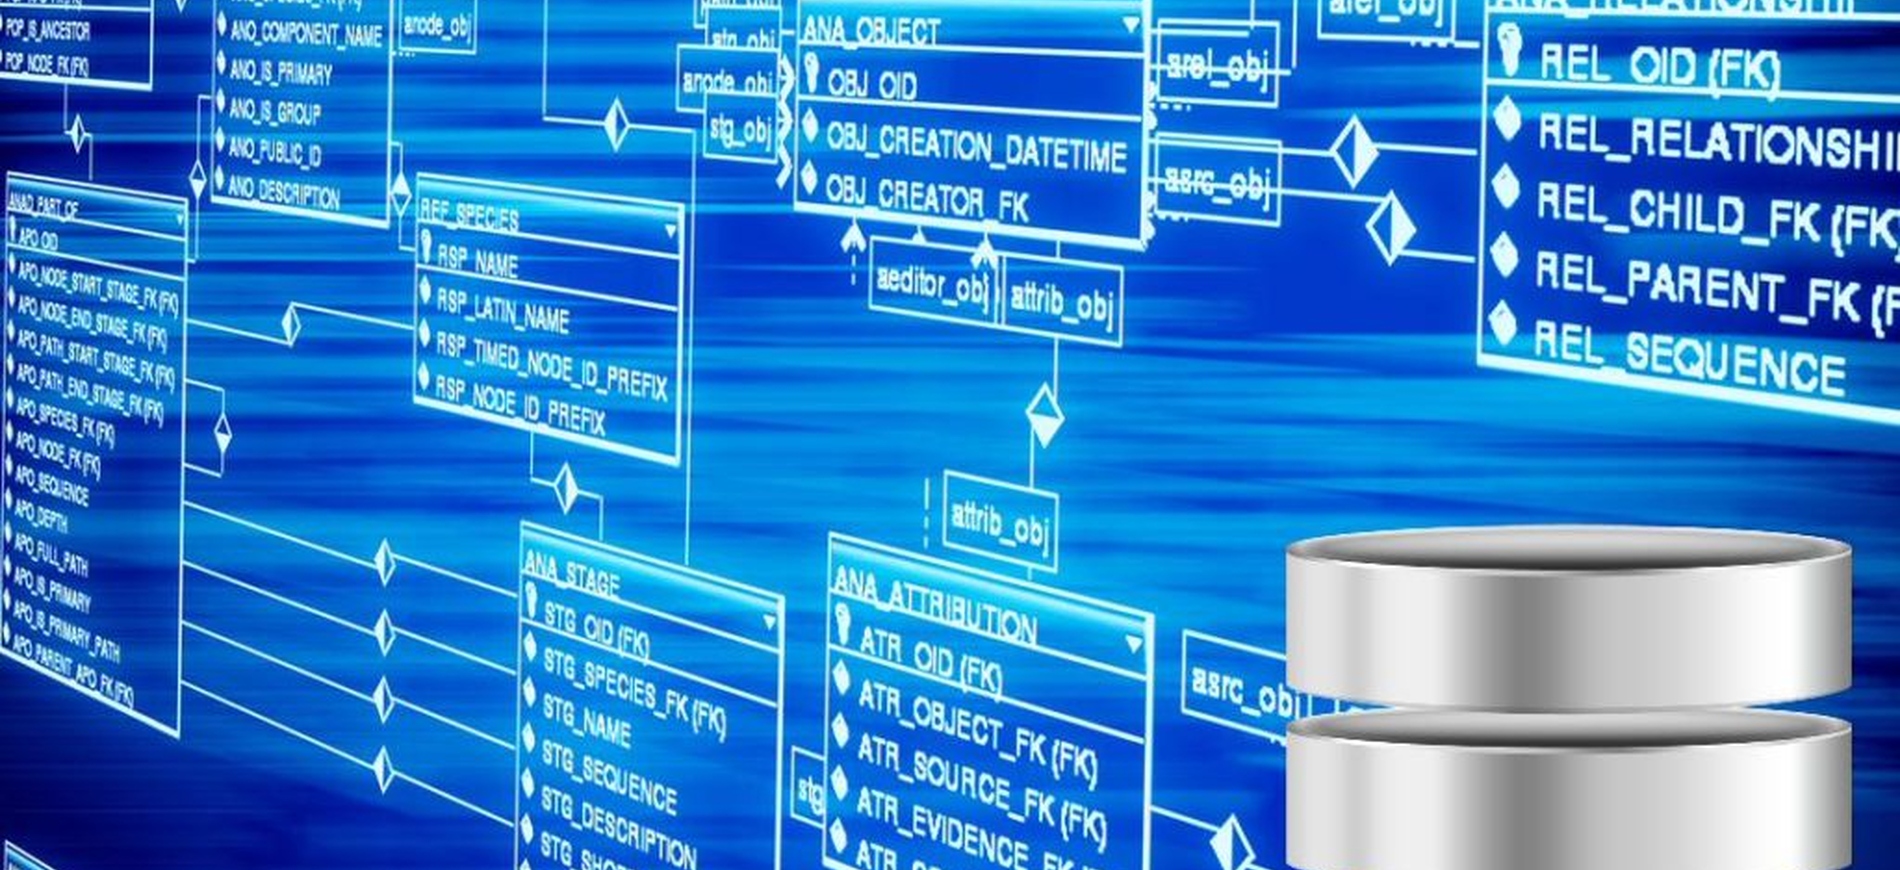 POP_IS_ANCESTOR
POP_NODE_FK (FK)
ANO_COMPONENT_NAME
ANO_IS_PRIMARY
ANO_IS_GROUP
ANO_PUBLIC_ID
ANO_DESCRIPTION
anode_obj
ANAD_PART_OF
APO_OID
APO_NODE_START_STAGE_FK (FK)
APO_NODE_END_STAGE_FK (FK)
APO_PATH_START_STAGE_FK (FK)
APO_PATH_END_STAGE_FK (FK)
APO_SPECIES_FK (FK)
APO_NODE_FK (FK)
APO_SEQUENCE
APO_DEPTH
APO_FULL_PATH
APO_IS_PRIMARY
APO_IS_PRIMARY_PATH
APO_PARENT_APO_FK (FK)
REF_SPECIES
RSP_NAME
RSP_LATIN_NAME
RSP_TIMED_NODE_ID_PREFIX
RSP_NODE_ID_PREFIX
anode_obj
stg_obj
ANA_OBJECT
OBJ_OID
OBJ_CREATION_DATETIME
OBJ_CREATOR_FK
arel_obj
asrc_obj
aeditor_obj
attrib_obj
attrib_obj
REL_OID (FK)
REL_CHILD_FK (FK)
REL_PARENT_FK
REL_SEQUENCE
ANA_STAGE
STG_OID (FK)
STG_SPECIES_FK (FK)
STG_NAME
STG_SEQUENCE
STG_DESCRIPTION
ANA_ATTRIBUTION
ATR_OID (FK)
ATR_OBJECT_FK (FK)
ATR_SOURCE_FK (FK)
ATR_EVIDENCE_FK
asrc_obj
stg